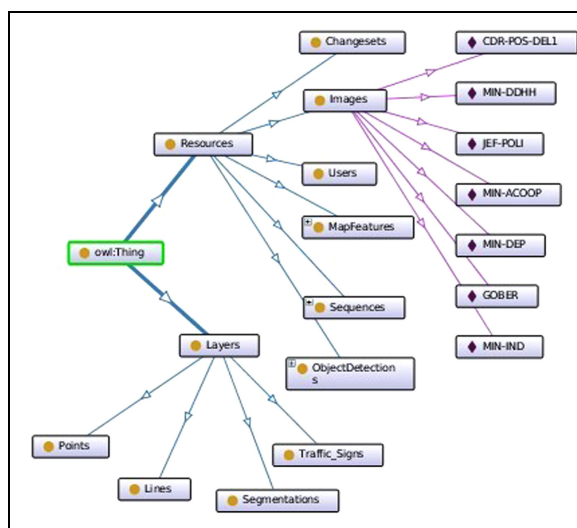 Changesets
CDR-POS-DEL1
Images
MIN-DDHH
Resources
JEF-POLI
Users
MIN-ACOOP
MapFeatures
owl:Thing
MIN-DEP
Sequences
GOBER
Layers
MIN-IND
ObjectDetection
s
Points
Traffic_Signs
Lines
Segmentations